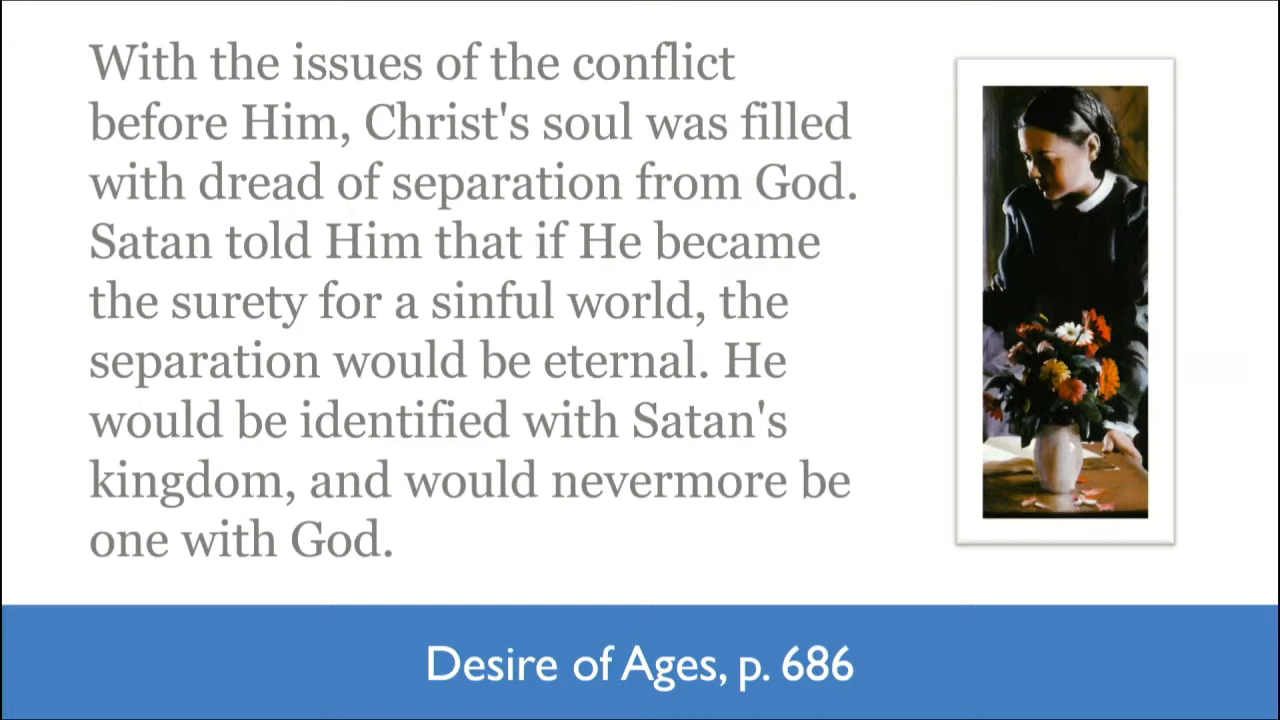 With the issues of the conflict
before Him, Christ's soul was filled
with dread of separation from God.
Satan told Him that if He became
the surety for a sinful world, the
separation would be eternal. He
would be identified with Satan's
kingdom, and would nevermore be
one with God.
Desire of Ages, p. 686